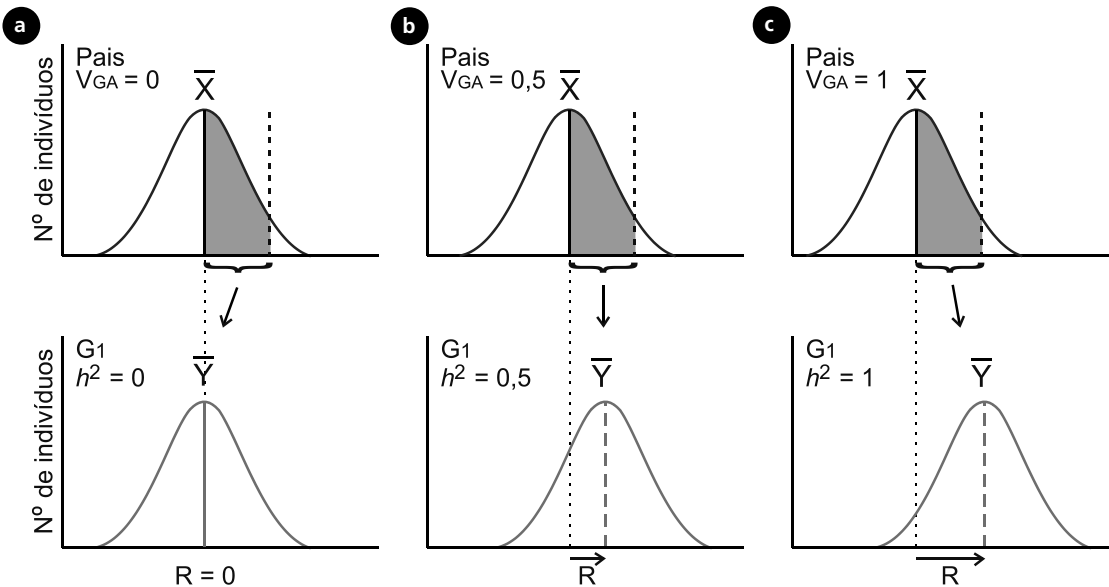 a
Pais
VGA = 0
X̅
Nº de indivíduos
G1
h² = 0
Y̅
Nº de indivíduos
R = 0
b
Pais
VGA = 0,5
X̅
G1
h² = 0,5
Y̅
R
c
Pais
VGA = 1
X̅
G1
h² = 1
Y̅
R